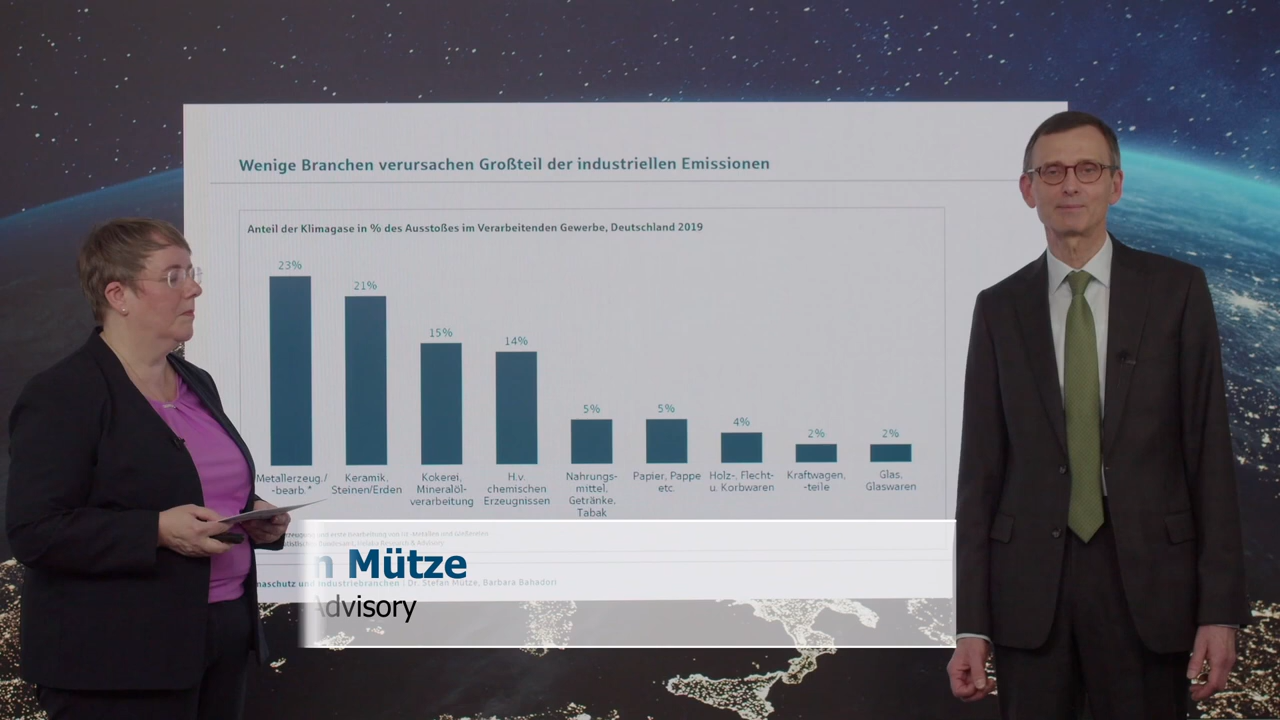 Wenige Branchen verursachen Großteil der industriellen Emissionen
Anteil der Klimagase in % des Ausstoßes im Verarbeitenden Gewerbe, Deutschland 2019
23%
21%
15%
14%
5%
5%
4%
2%
2%
Metallerzeug./
-bearb.*
Keramik,
Steinen/Erden
Kokerei,
Mineralöl-
verarbeitung
H.v.
chemischen
Erzeugnissen
Nahrungs-
mittel,
Getränke,
Tabak
Papier, Pappe
etc.
Holz-, Flecht-
u. Korbwaren
Kraftwagen,
-teile
Glas,
Glaswaren
n Mütze
Advisory
maschutz und Industriebranchen | Dr. Stefan Mütze, Barbara Bahadori